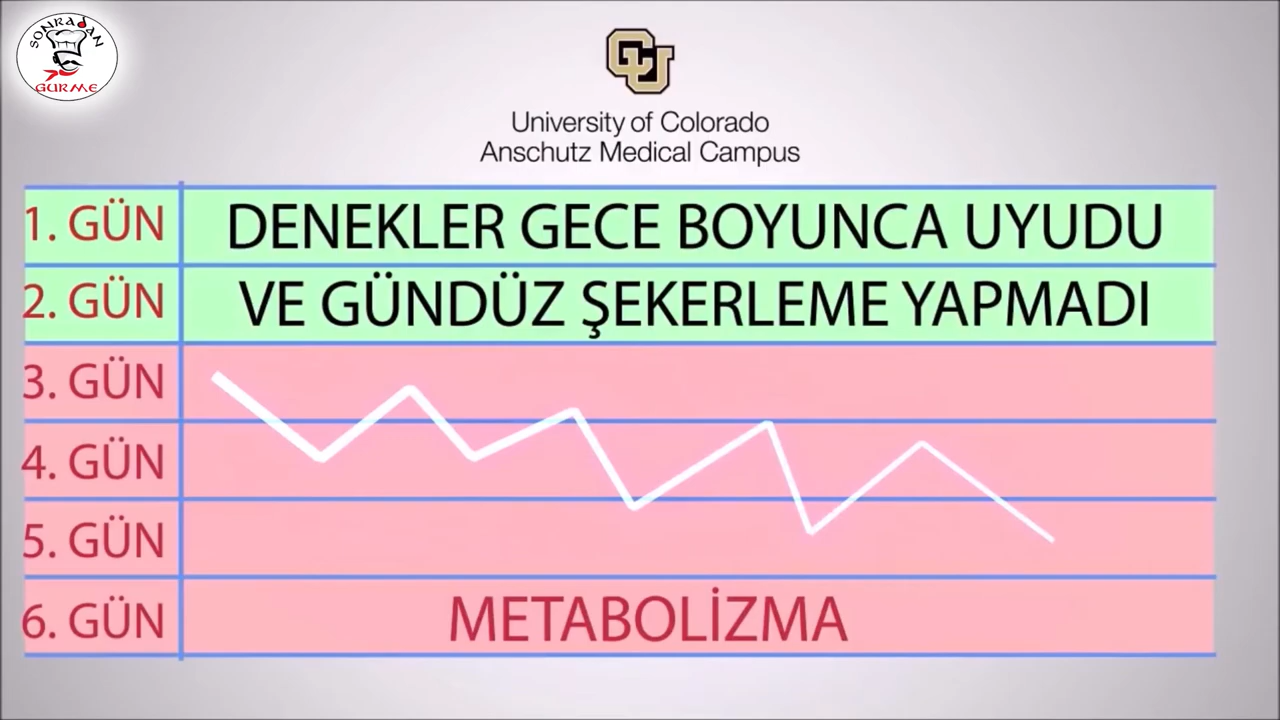 SONRADAN
GURME
CU
University of Colorado
Anschutz Medical Campus
1. GÜN DENEKLER GECE BOYUNCA UYUDU
2. GÜN VE GÜNDÜZ ŞEKERLEME YAPMADI
3. GÜN
4. GÜN
5. GÜN
6. GÜN METABOLİZMA